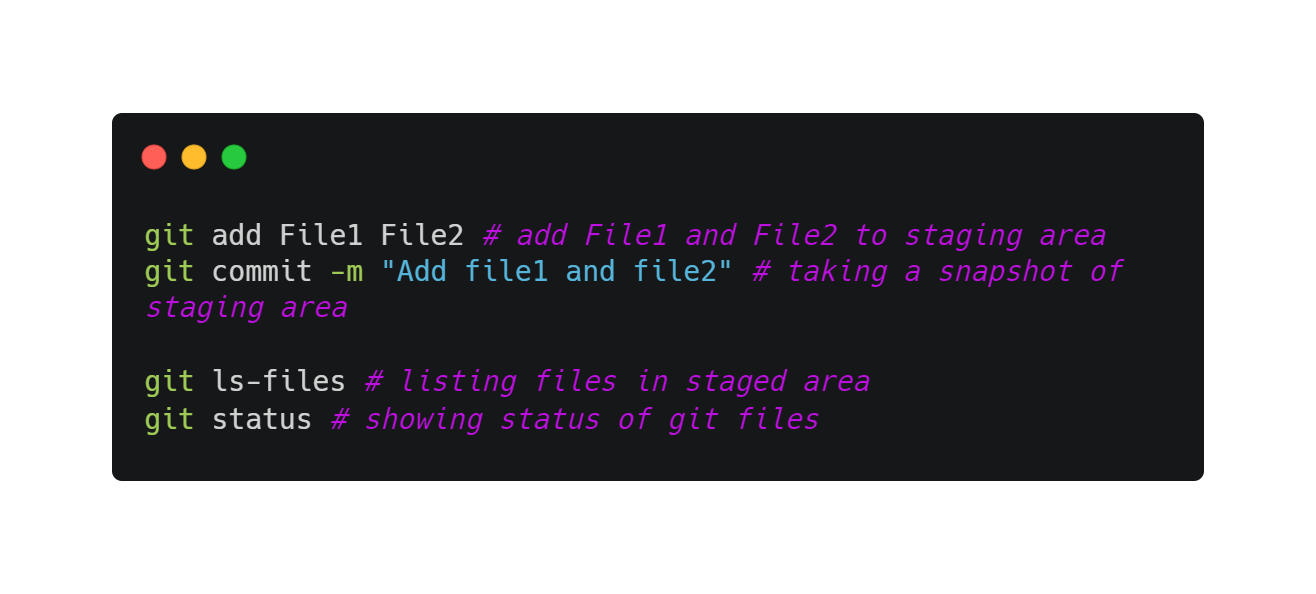 git add File1 File2 # add File1 and File2 to staging area
git commit -m "Add file1 and file2" # taking a snapshot of
staging area
git ls-files # listing files in staged area
git status # showing status of git files